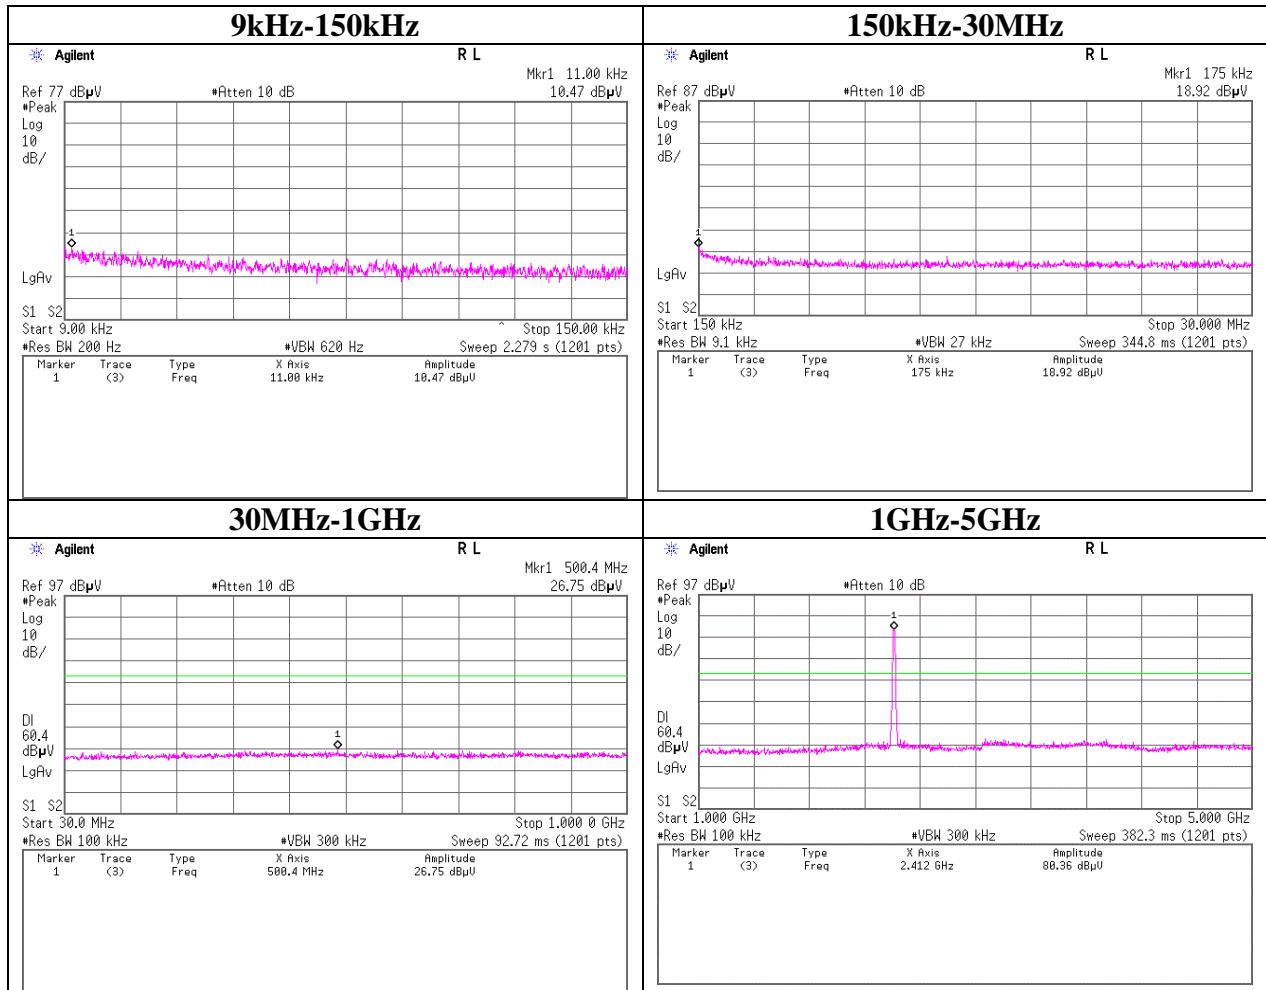 9kHz-150kHz
Agilent R L
Mkr1 11.00 kHz
Ref 77 dBµV #Atten 10 dB 10.47 dBµV
#Peak
Log
10
dB/
1
LgAv
S1 S2
Start 9.00 kHz ^ Stop 150.00 kHz
#Res BW 200 Hz #VBW 620 Hz Sweep 2.279 s (1201 pts)
Marker Trace Type X Axis Amplitude
1 (3) Freq 11.00 kHz 10.47 dBµV
150kHz-30MHz
Agilent R L
Mkr1 175 kHz
Ref 87 dBµV #Atten 10 dB 18.92 dBµV
#Peak
Log
10
dB/
1
LgAv
S1 S2
Start 150 kHz Stop 30.000 MHz
#Res BW 9.1 kHz #VBW 27 kHz Sweep 344.8 ms (1201 pts)
Marker Trace Type X Axis Amplitude
1 (3) Freq 175 kHz 18.92 dBµV
30MHz-1GHz
Agilent R L
Mkr1 500.4 MHz
Ref 97 dBµV #Atten 10 dB 26.75 dBµV
#Peak
Log
10
dB/
DI
60.4
dBµV
1
LgAv
S1 S2
Start 30.0 MHz Stop 1.000 0 GHz
#Res BW 100 kHz #VBW 300 kHz Sweep 92.72 ms (1201 pts)
Marker Trace Type X Axis Amplitude
1 (3) Freq 500.4 MHz 26.75 dBµV
1GHz-5GHz
Agilent R L
Ref 97 dBµV #Atten 10 dB
#Peak
Log
1
10
dB/
DI
60.4
dBµV
LgAv
S1 S2
Start 1.000 GHz Stop 5.000 GHz
#Res BW 100 kHz #VBW 300 kHz Sweep 382.3 ms (1201 pts)
Marker Trace Type X Axis Amplitude
1 (3) Freq 2.412 GHz 80.36 dBµV